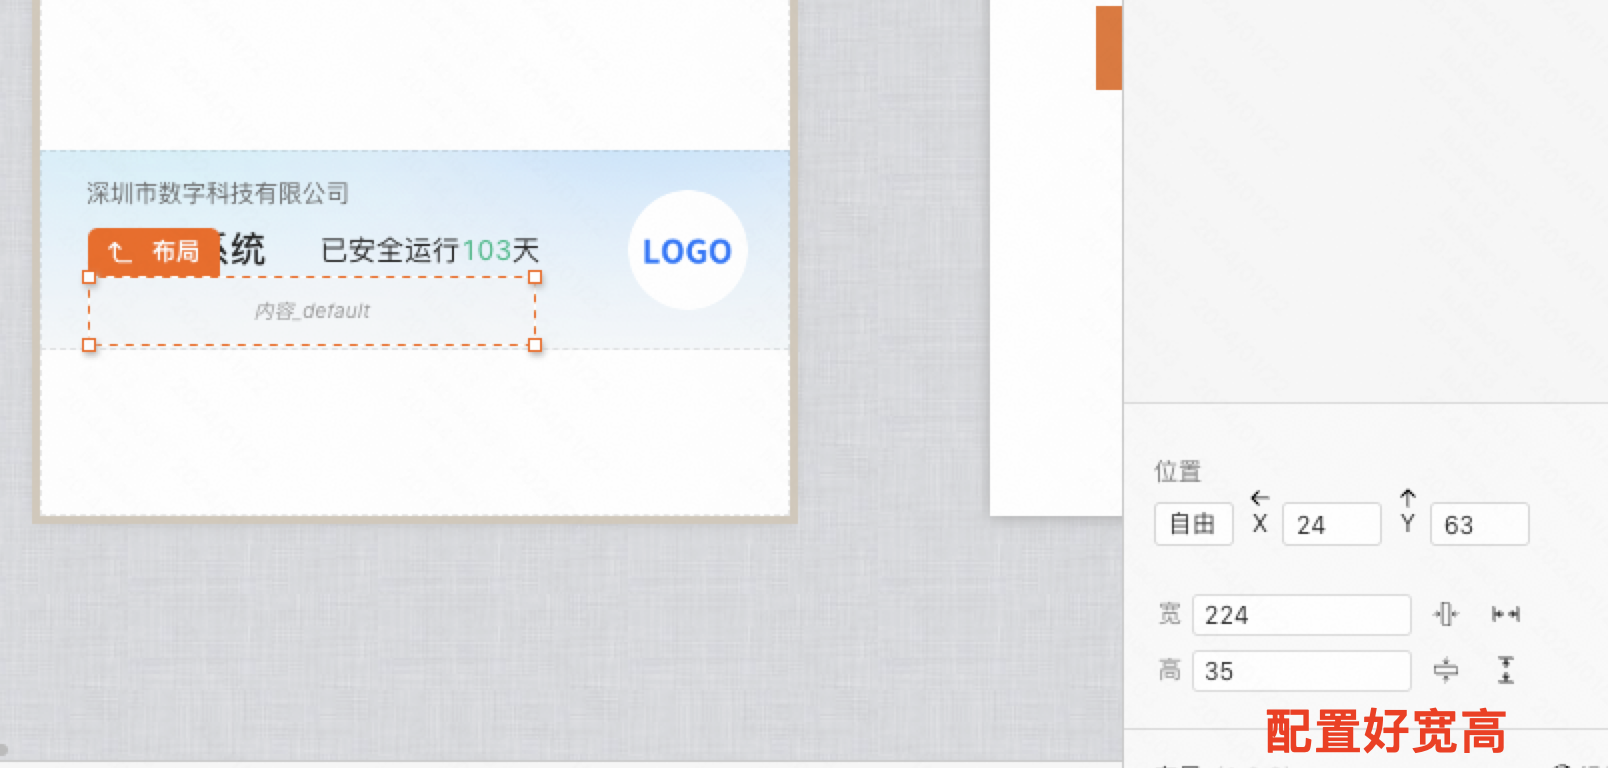 深圳市数字科技有限公司
布局
统
已安全运行103天
LOGO
内容_default
位置
自由
X
24
Y
63
宽
224
高
35
配置好宽高